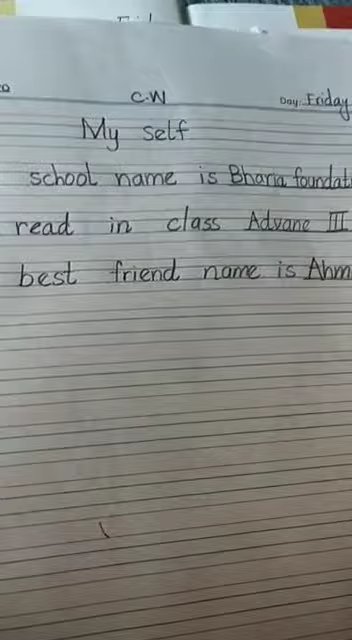 C.W
Day: Friday
My self
school name is Bharia foundat
read in class Advane III
best friend name is Ahm